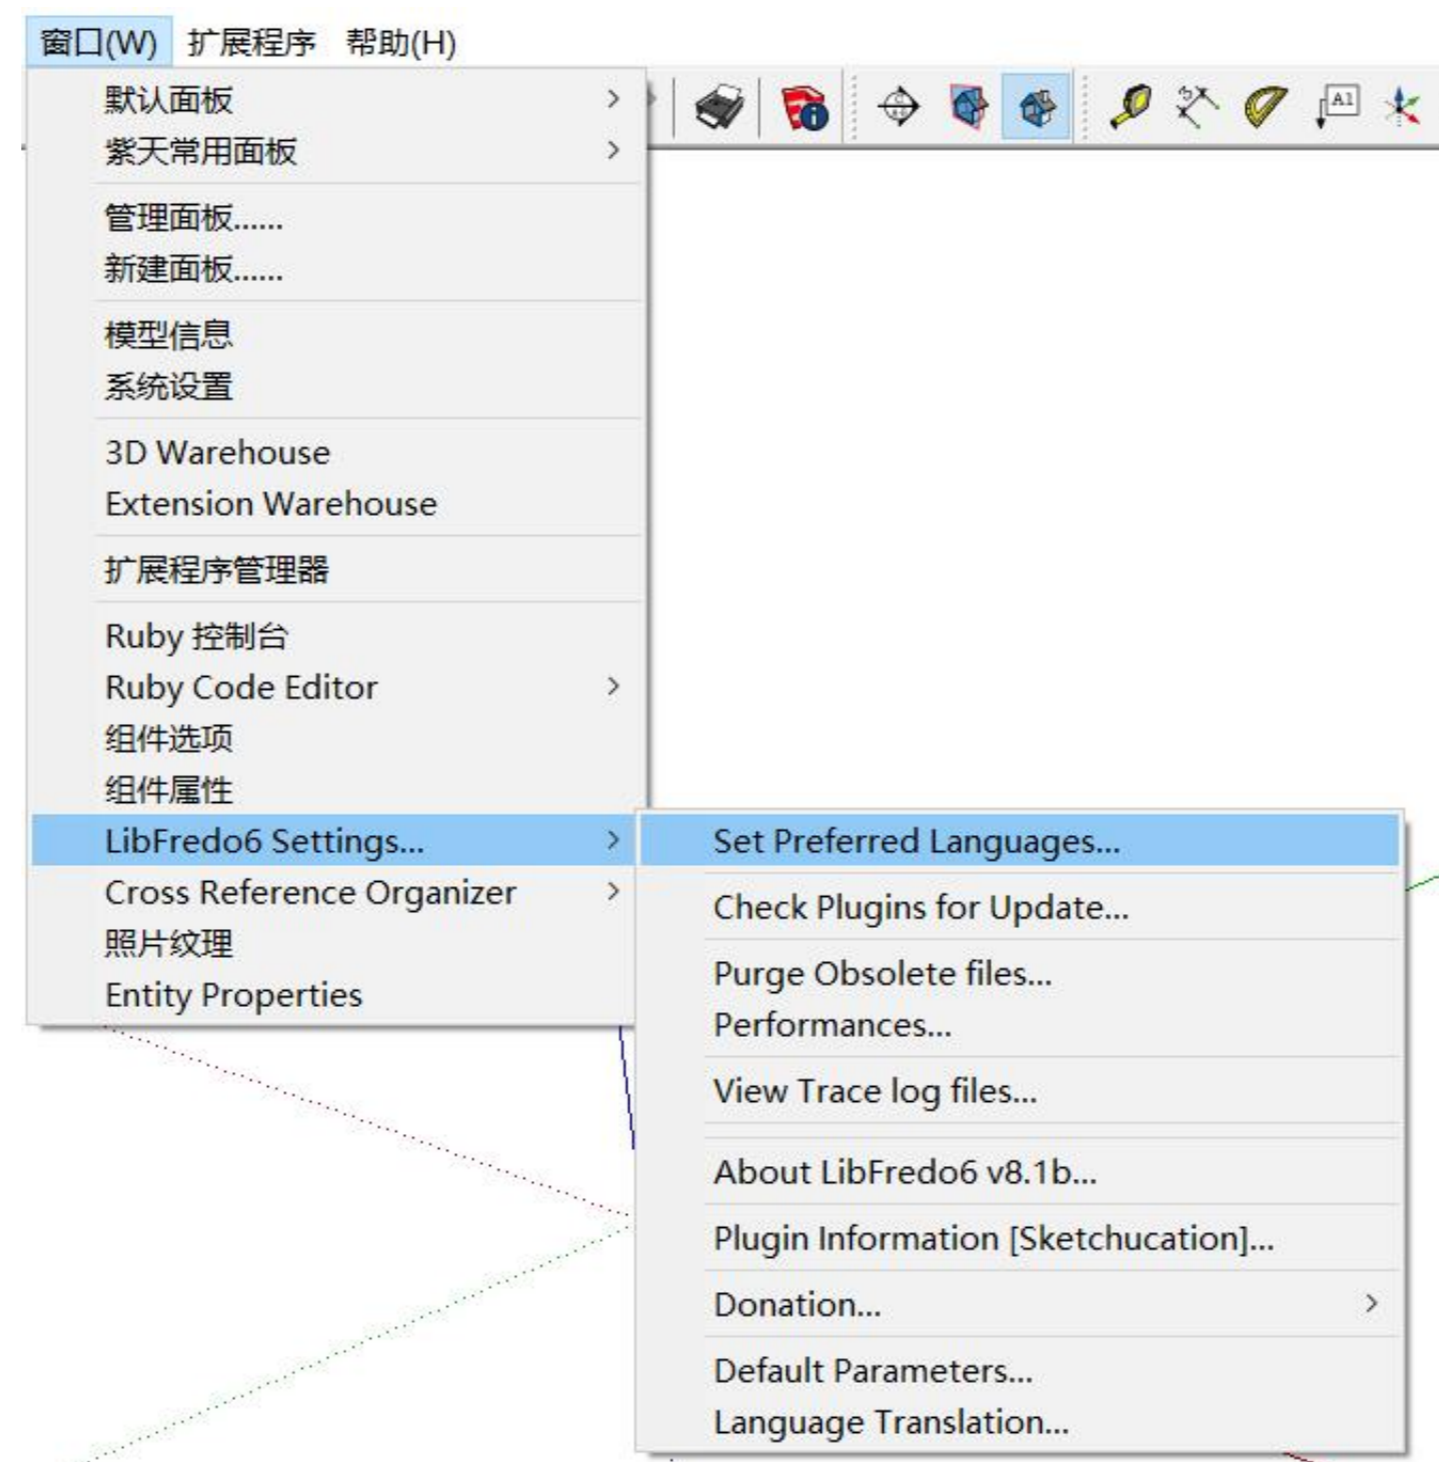 窗口(W) 扩展程序 帮助(H)
默认面板
紫天常用面板
管理面板......
新建面板......
模型信息
系统设置
3D Warehouse
Extension Warehouse
扩展程序管理器
Ruby 控制台
Ruby Code Editor
组件选项
组件属性
LibFredo6 Settings...
Cross Reference Organizer
照片纹理
Entity Properties
A1
Set Preferred Languages...
Check Plugins for Update...
Purge Obsolete files...
Performances...
View Trace log files...
About LibFredo6 v8.1b...
Plugin Information [Sketchucation]...
Donation...
Default Parameters...
Language Translation...